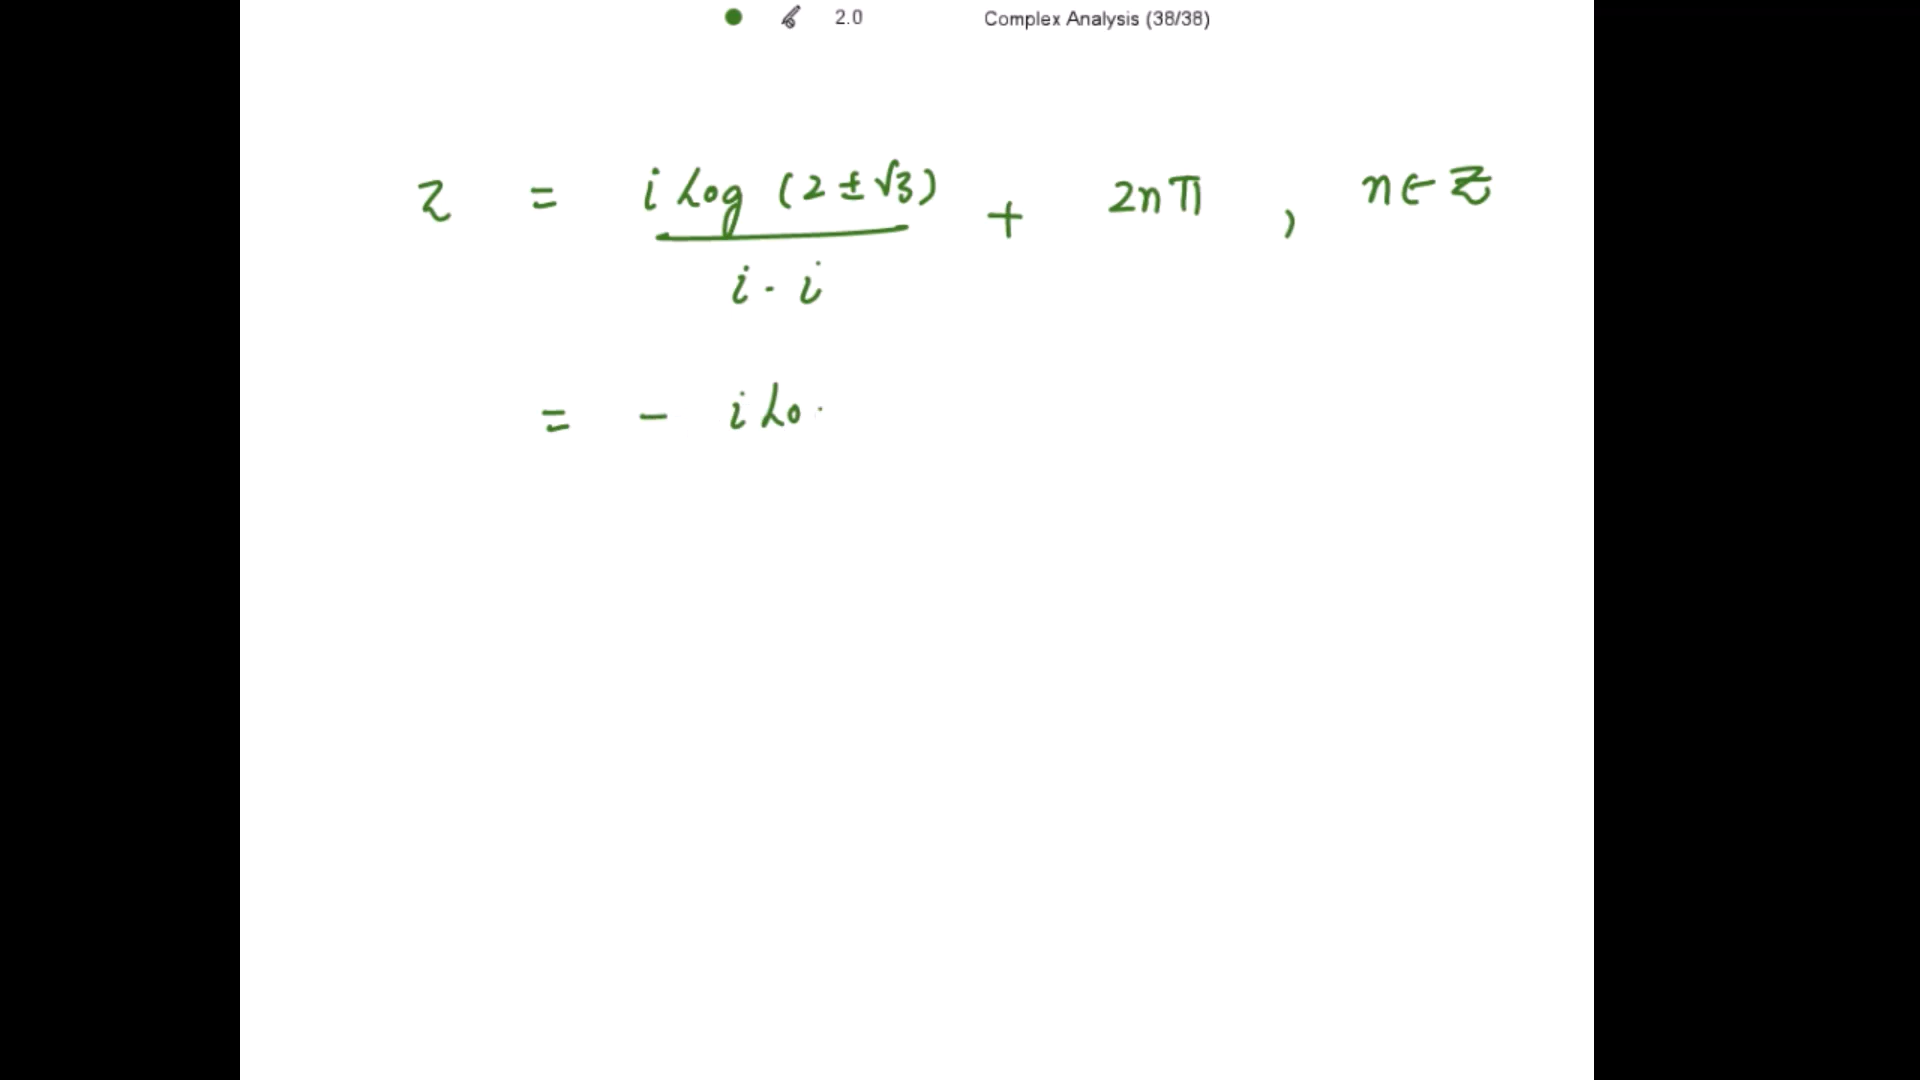 2.0 Complex Analysis (38/38)
z = i Log (2 ± √3) / i · i + 2nπ , n ∈ ℤ
= - i Lo